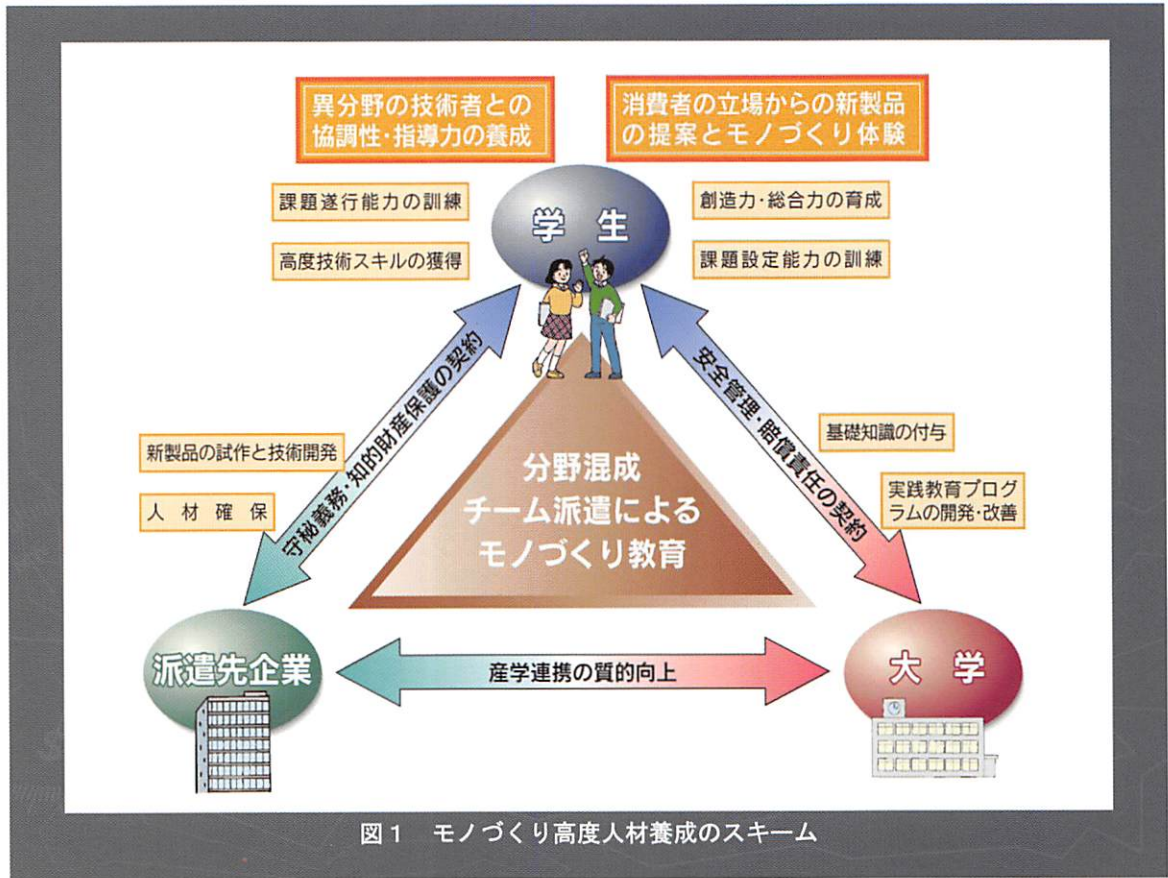 異分野の技術者との
協調性・指導力の養成
消費者の立場からの新製品
の提案とモノづくり体験
学生
課題遂行能力の訓練
高度技術スキルの獲得
創造力・総合力の育成
課題設定能力の訓練
守秘義務・知的財産保護の契約
安全管理・賠償責任の契約
新製品の試作と技術開発
人材確保
基礎知識の付与
実践教育プログ
ラムの開発・改善
分野混成
チーム派遣による
モノづくり教育
派遣先企業
産学連携の質的向上
大学
図1 モノづくり高度人材養成のスキーム